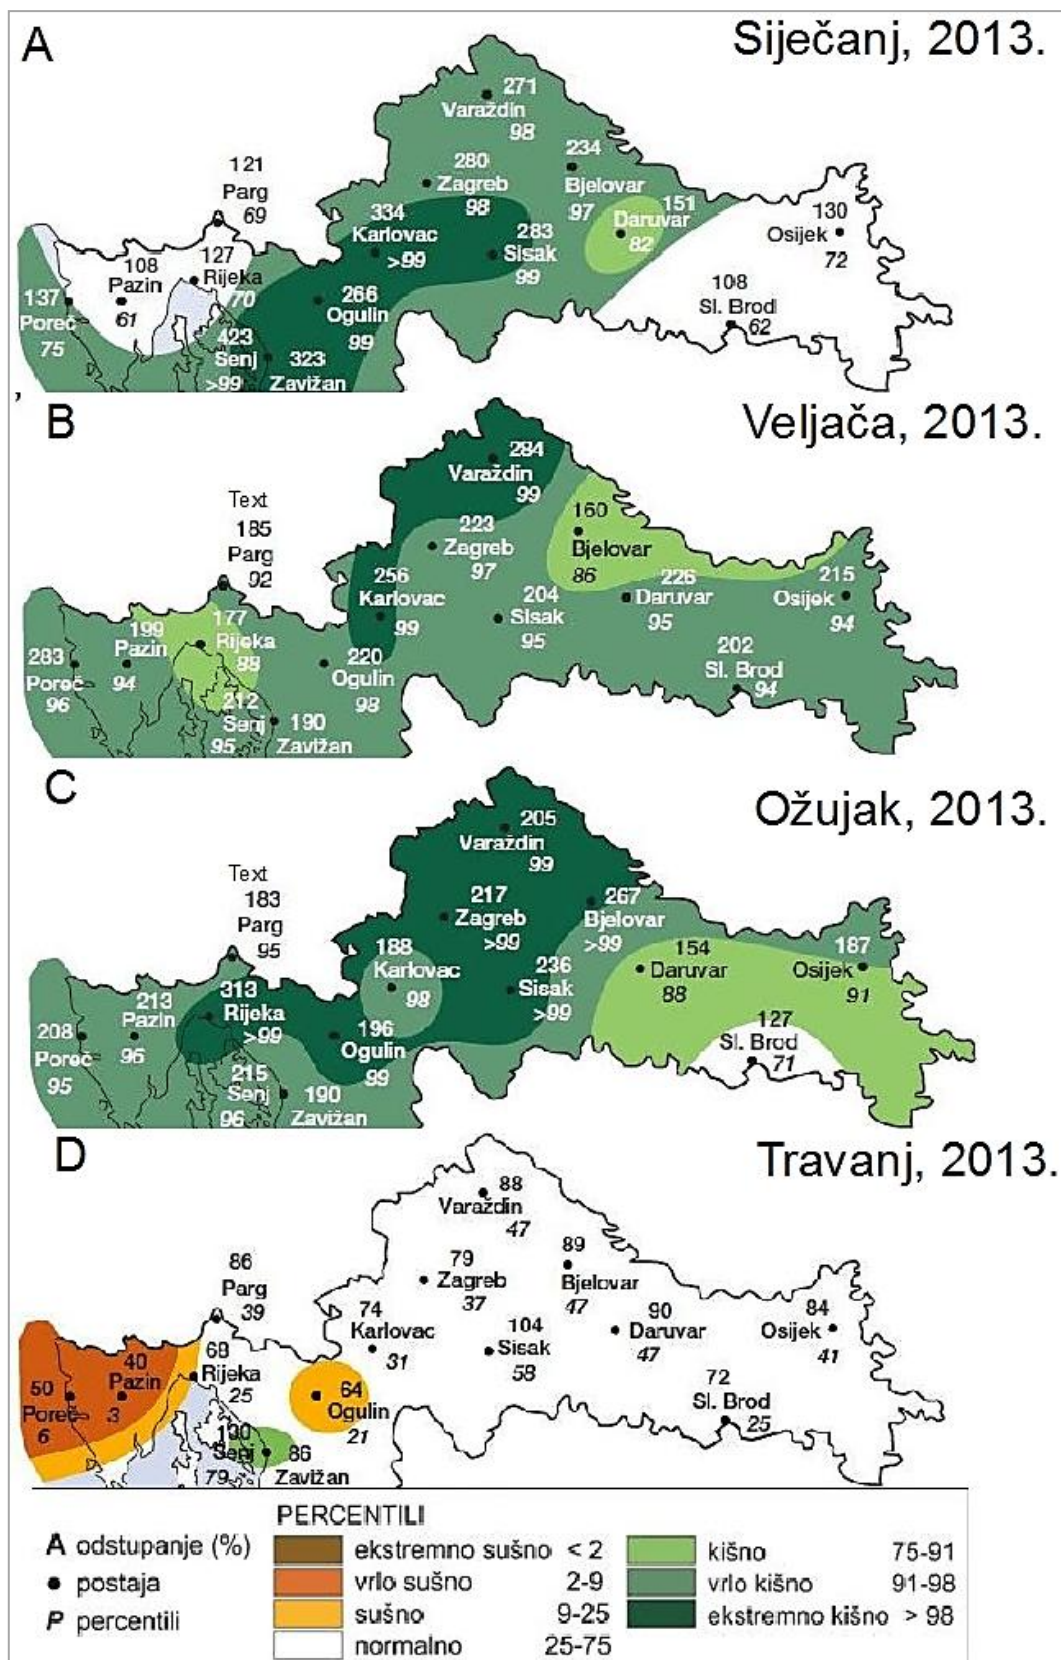 A
Siječanj, 2013.
271
Varaždin
98
280
Zagreb
98
234
Bjelovar
97
121
Parg
69
334
Karlovac
>99
283
Sisak
99
151
Daruvar
82
130
Osijek
72
127
Rijeka
70
108
Pazin
61
137
Poreč
75
266
Ogulin
99
108
Sl. Brod
62
423
Senj
>99
323
Zavižan
,
B
Veljača, 2013.
284
Varaždin
99
Text
185
Parg
92
223
Zagreb
97
160
Bjelovar
86
256
Karlovac
99
204
Sisak
95
226
Daruvar
95
215
Osijek
94
177
Rijeka
88
199
Pazin
94
283
Poreč
96
220
Ogulin
98
202
Sl. Brod
94
212
Senj
95
190
Zavižan
C
Ožujak, 2013.
205
Varaždin
99
Text
183
Parg
95
217
Zagreb
>99
267
Bjelovar
>99
188
Karlovac
98
236
Sisak
>99
154
Daruvar
88
187
Osijek
91
313
Rijeka
>99
213
Pazin
96
208
Poreč
95
196
Ogulin
99
127
Sl. Brod
71
215
Senj
96
190
Zavižan
D
Travanj, 2013.
88
Varaždin
47
86
Parg
39
79
Zagreb
37
89
Bjelovar
47
74
Karlovac
31
104
Sisak
58
90
Daruvar
47
84
Osijek
41
68
Rijeka
25
40
Pazin
3
50
Poreč
6
64
Ogulin
21
72
Sl. Brod
25
130
Senj
79
86
Zavižan
PERCENTILI
A odstupanje (%)
postaja
P percentili
ekstremno sušno < 2
vrlo sušno 2-9
sušno 9-25
normalno 25-75
kišno 75-91
vrlo kišno 91-98
ekstremno kišno > 98